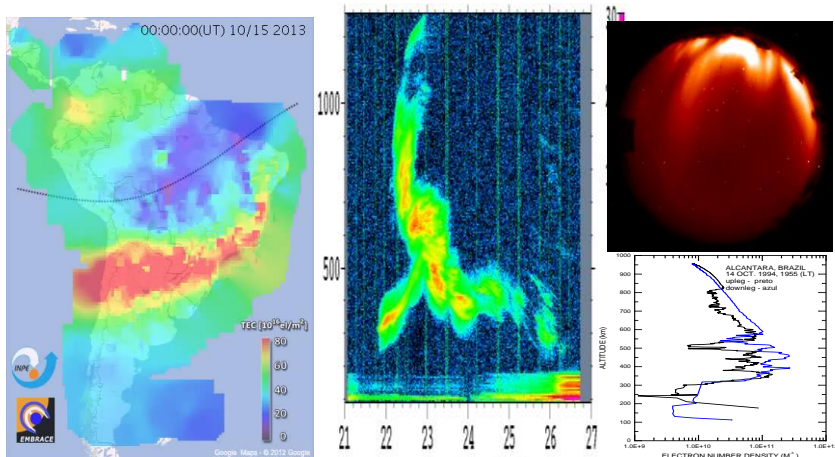 00:00:00(UT) 10/15 2013
TEC [10¹⁶el/m²]
80
60
40
20
0
INPE
EMBRACE
Google Maps - © 2012 Google
1000
500
21
22
23
24
25
26
27
30
ALCANTARA, BRAZIL
14 OCT. 1994, 1955 (LT)
upleg - preto
downleg - azul
ALTITUDE (km)
1000
900
800
700
600
500
400
300
200
100
0
1.0E+9
1.0E+10
1.0E+11
ELECTRON NUMBER DENSITY